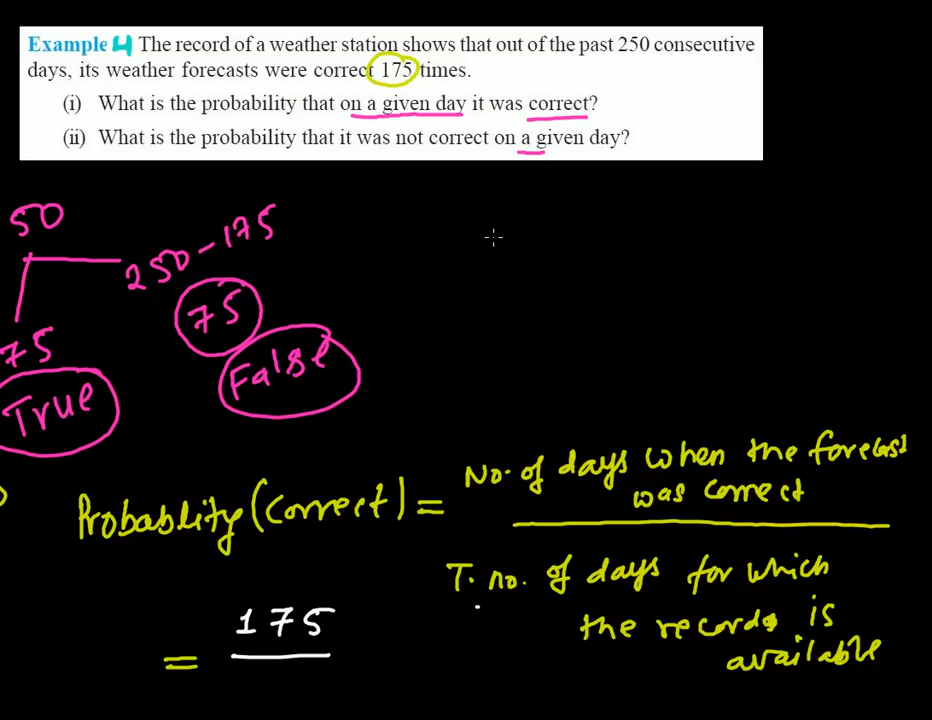 Example 4 The record of a weather station shows that out of the past 250 consecutive
days, its weather forecasts were correct 175 times.
(i) What is the probability that on a given day it was correct?
(ii) What is the probability that it was not correct on a given day?
50
250-175
75
75
False
True
Probablity (correct) = No. of days when the forecast
was correct
T. no. of days for which
the records is
available
= 175